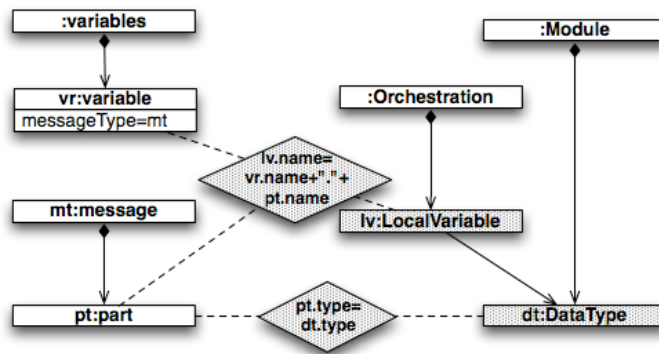 :variables
:Module
vr:variable
messageType=mt
:Orchestration
lv.name=
vr.name+"."+
pt.name
mt:message
lv:LocalVariable
pt:part
pt.type=
dt.type
dt:DataType